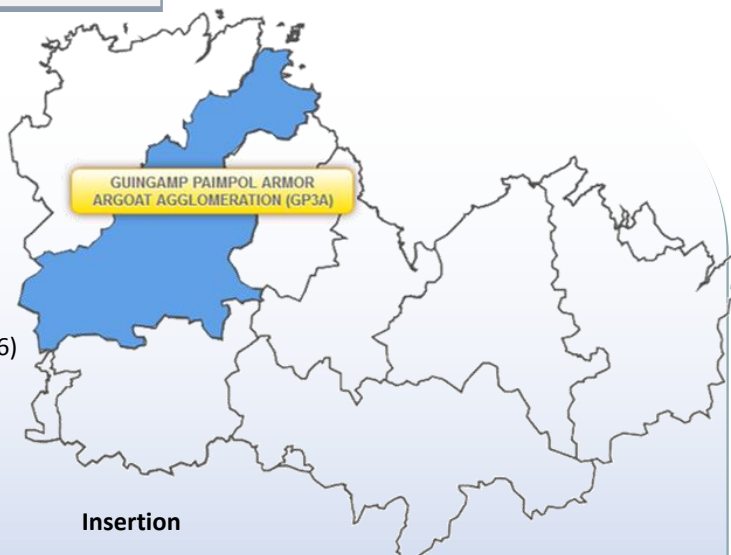 GUINGAMP PAIMPOL ARMOR
ARGOAT AGGLOMERATION (GP3A)
6)
Insertion